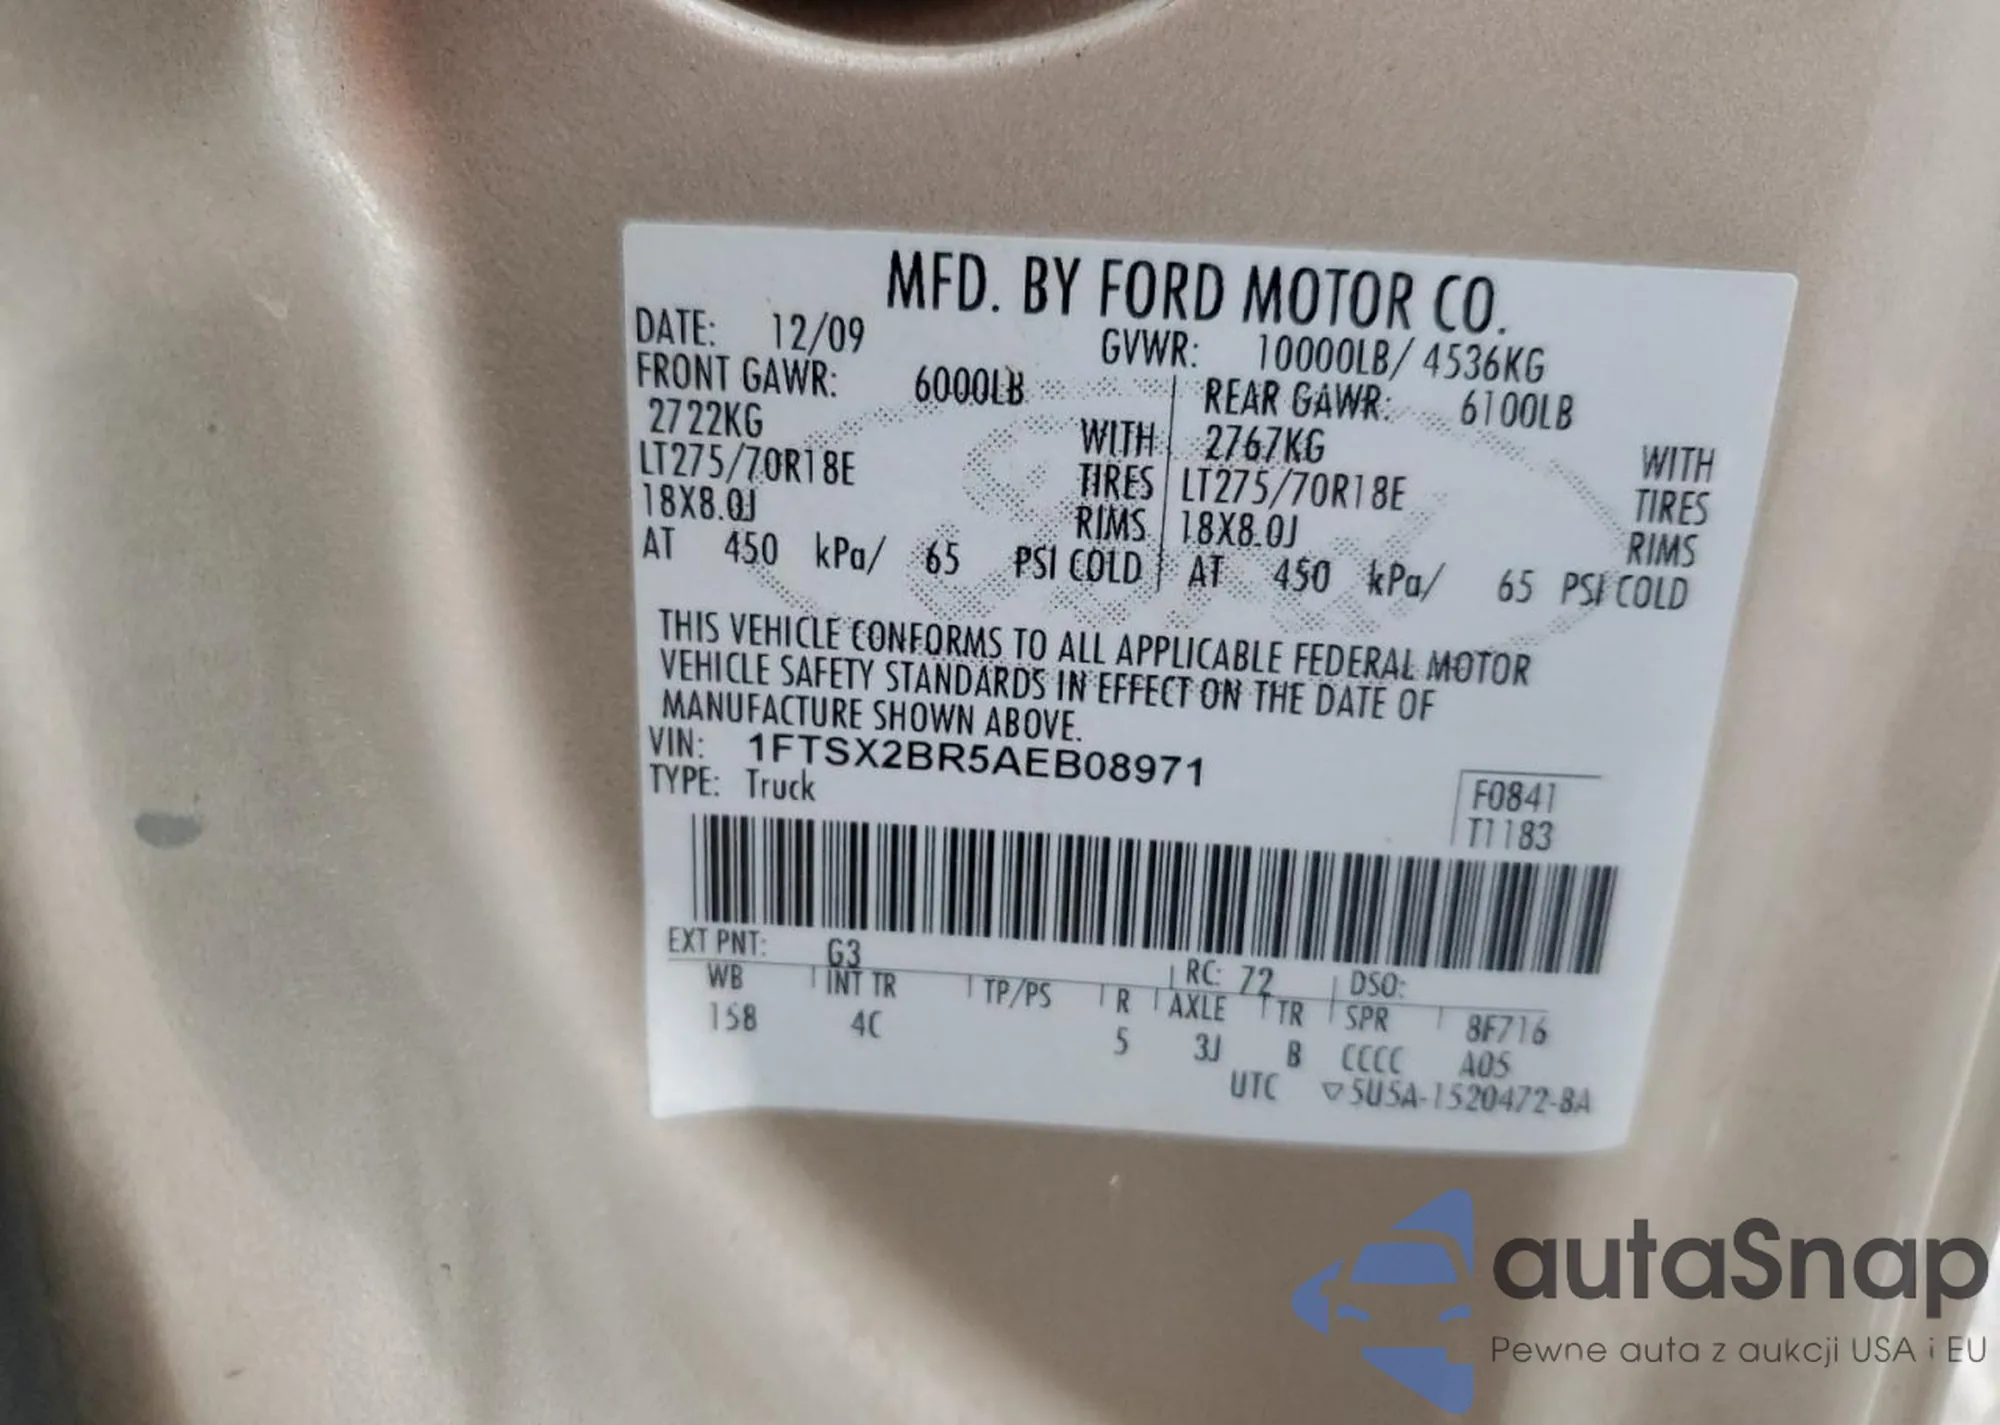 MFD. BY FORD MOTOR CO.
DATE: 12/09 GVWR: 10000LB/ 4536KG
FRONT GAWR: 6000LB REAR GAWR: 6100LB
2722KG WITH 2767KG WITH
LT275/70R18E TIRES LT275/70R18E TIRES
18X8.0J RIMS 18X8.0J RIMS
AT 450 kPa/ 65 PSI COLD AT 450 kPa/ 65 PSI COLD
THIS VEHICLE CONFORMS TO ALL APPLICABLE FEDERAL MOTOR
VEHICLE SAFETY STANDARDS IN EFFECT ON THE DATE OF
MANUFACTURE SHOWN ABOVE.
VIN: 1FTSX2BR5AEB08971
TYPE: Truck
F0841
T1183
EXT PNT: G3 RC: 72 DSO:
WB INT TR TP/PS R AXLE TR SPR 8F716
158 4C 5 3J B CCCC A05
UTC ▽5U5A-1520472-BA
autaSnap
Pewne auta z aukcji USA i EU